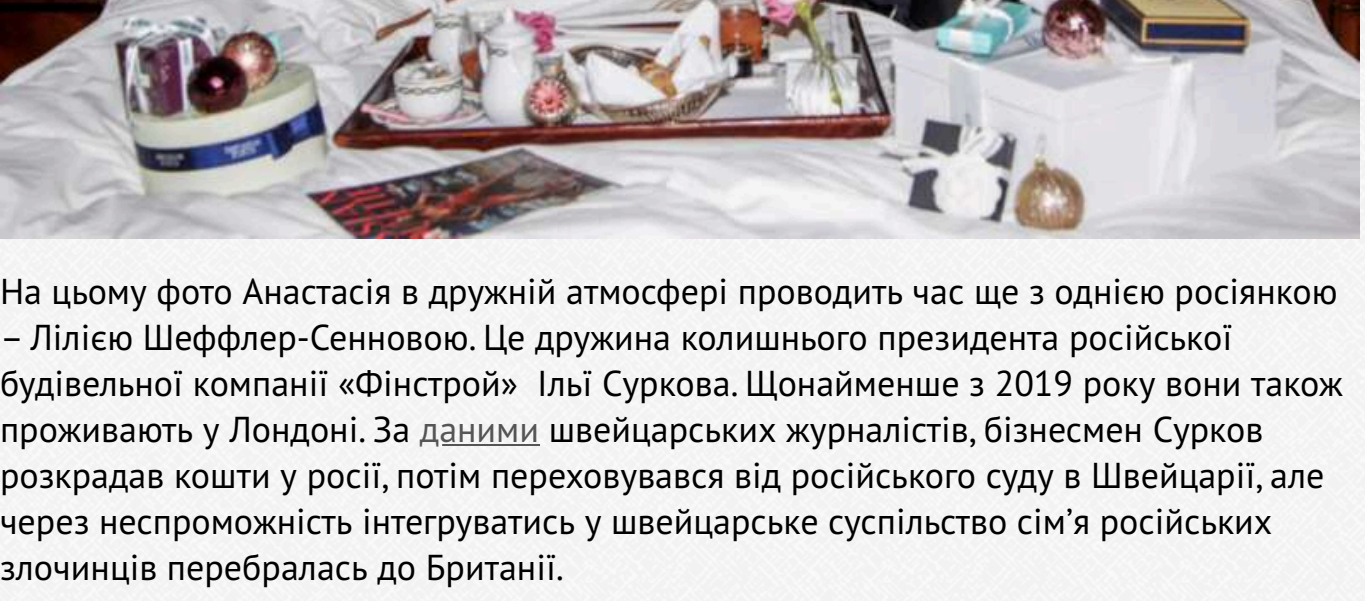 На цьому фото Анастасія в дружній атмосфері проводить час ще з однією росіянкою
– Лілією Шеффлер-Сенновою. Це дружина колишнього президента російської
будівельної компанії «Фінстрой» Ільї Суркова. Щонайменше з 2019 року вони також
проживають у Лондоні. За даними швейцарських журналістів, бізнесмен Сурков
розкрадав кошти у росії, потім переховувався від російського суду в Швейцарії, але
через неспроможність інтегруватись у швейцарське суспільство сім’я російських
злочинців перебралась до Британії.